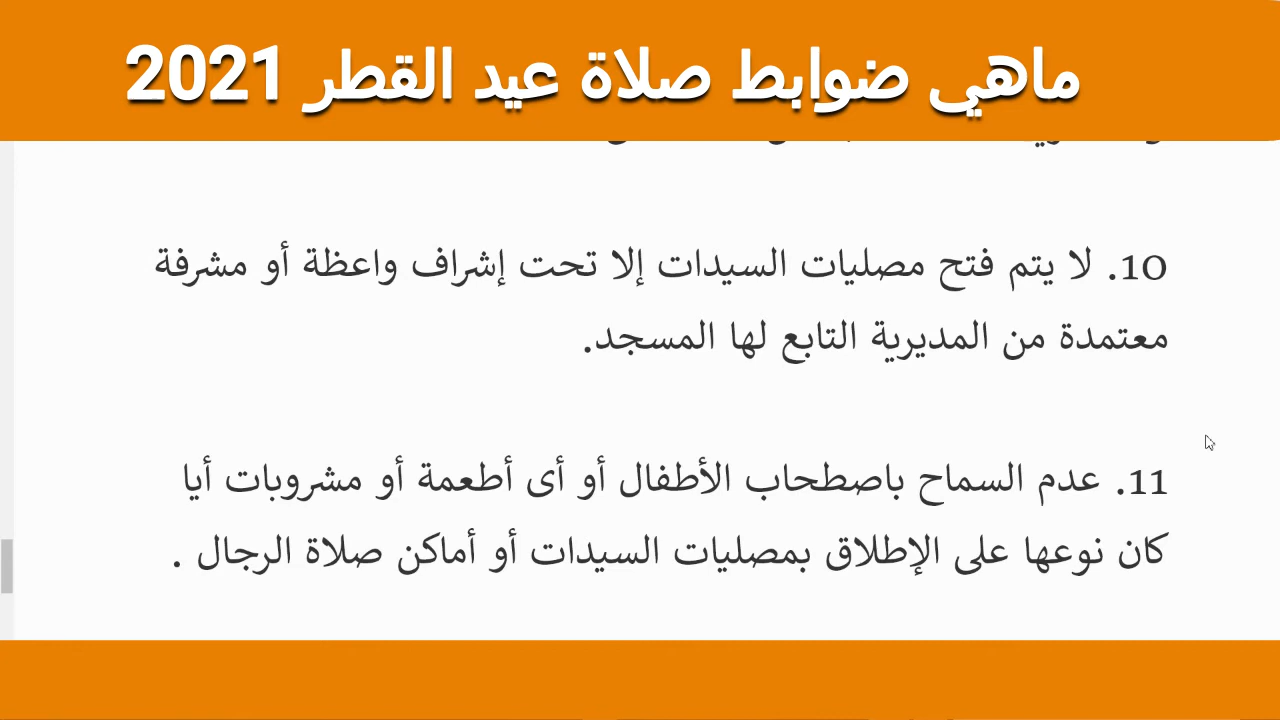 ماهي ضوابط صلاة عيد القطر 2021
10. لا يتم فتح مصليات السيدات إلا تحت إشراف واعظة أو مشرفة
معتمدة من المديرية التابع لها المسجد.
11. عدم السماح باصطحاب الأطفال أو أى أطعمة أو مشروبات أيا
كان نوعها على الإطلاق بمصليات السيدات أو أماكن صلاة الرجال .